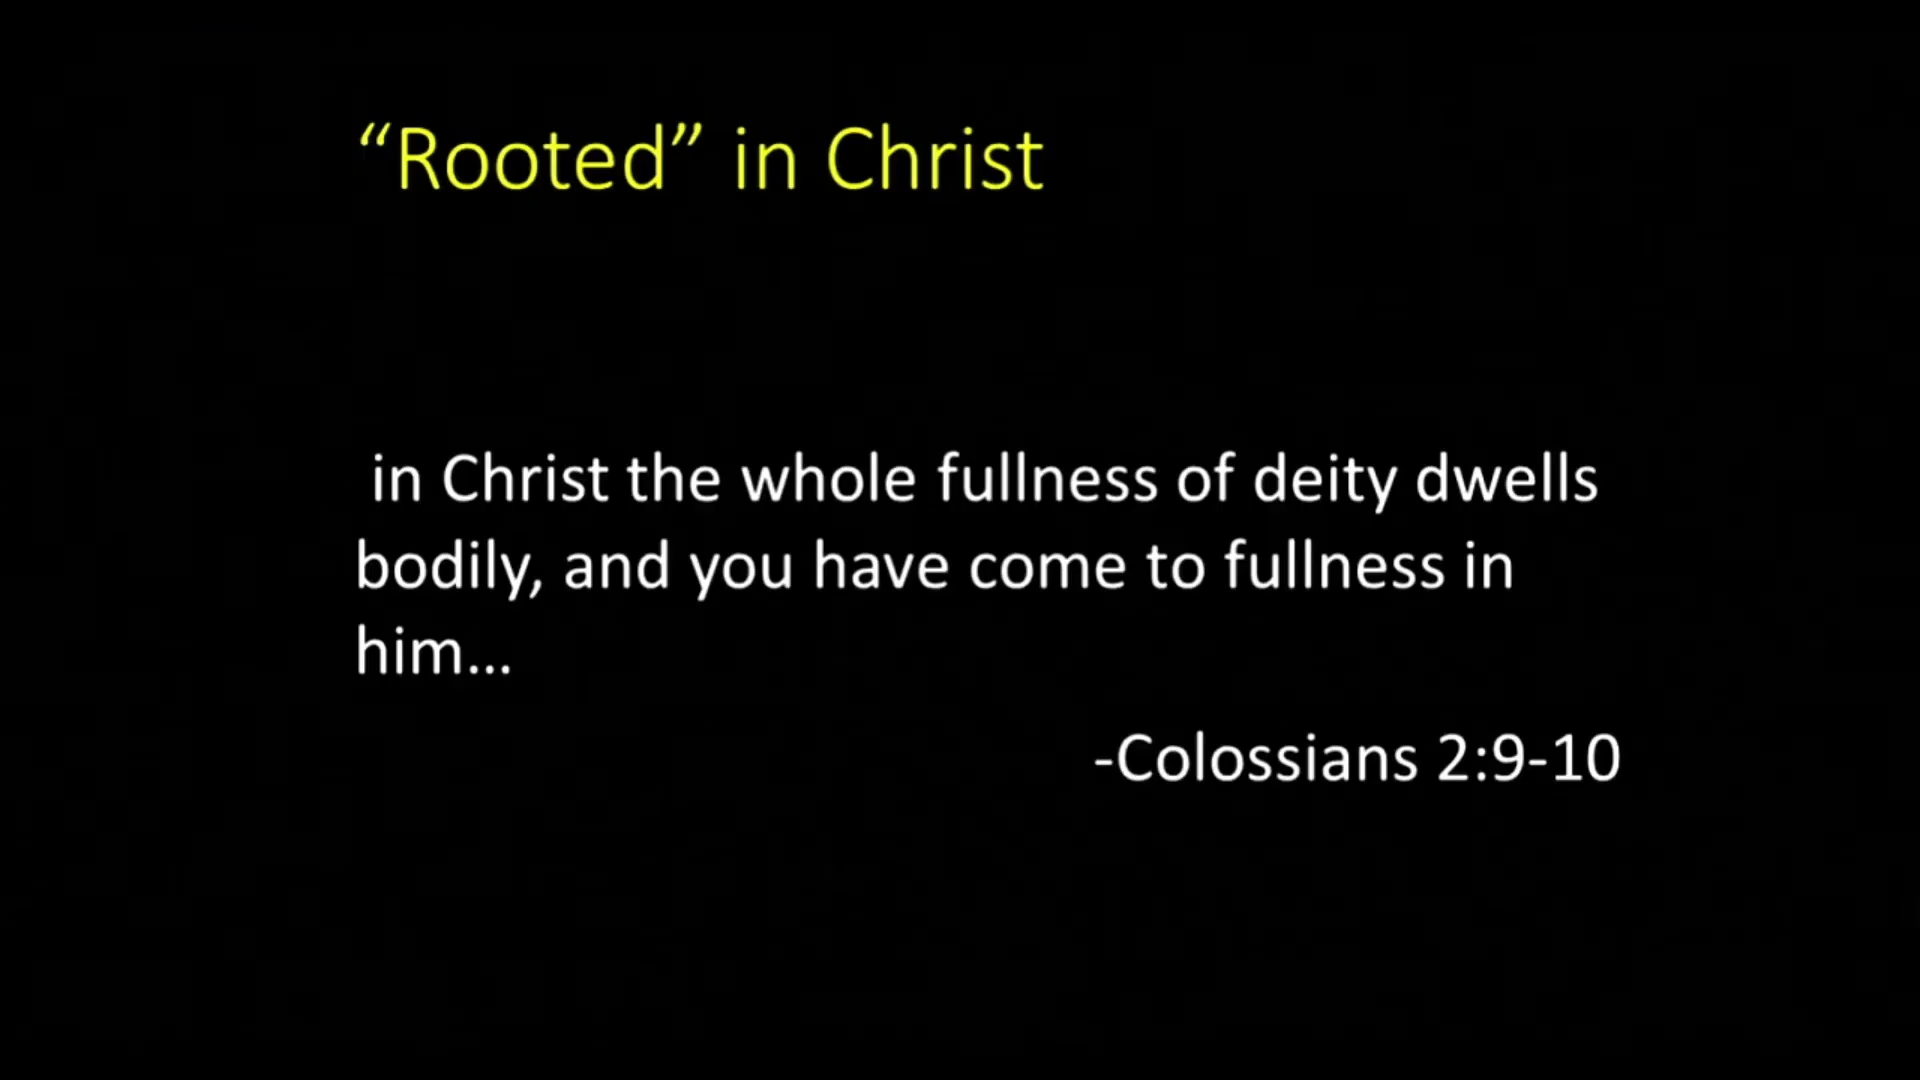 “Rooted” in Christ
in Christ the whole fullness of deity dwells
bodily, and you have come to fullness in
him...
-Colossians 2:9-10